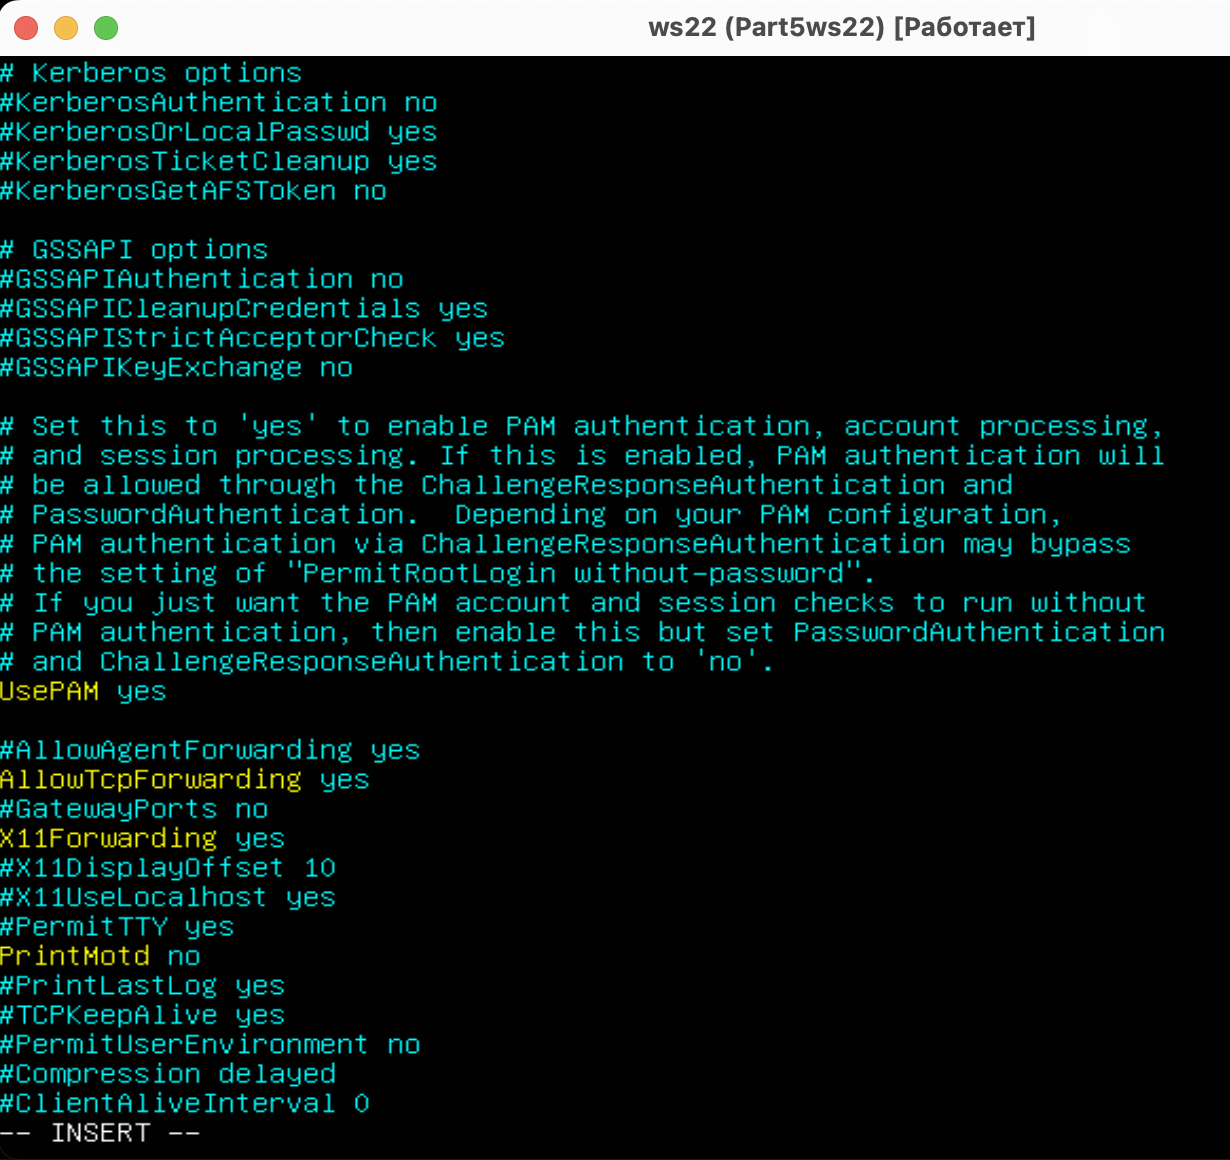 ws22 (Part5ws22) [Работает]
# Kerberos options
#KerberosAuthentication no
#KerberosOrLocalPasswd yes
#KerberosTicketCleanup yes
#KerberosGetAFSToken no
# GSSAPI options
#GSSAPIAuthentication no
#GSSAPICleanupCredentials yes
#GSSAPIStrictAcceptorCheck yes
#GSSAPIKeyExchange no
# Set this to 'yes' to enable PAM authentication, account processing,
# and session processing. If this is enabled, PAM authentication will
# be allowed through the ChallengeResponseAuthentication and
# PasswordAuthentication.  Depending on your PAM configuration,
# PAM authentication via ChallengeResponseAuthentication may bypass
# the setting of "PermitRootLogin without-password".
# If you just want the PAM account and session checks to run without
# PAM authentication, then enable this but set PasswordAuthentication
# and ChallengeResponseAuthentication to 'no'.
UsePAM yes
#AllowAgentForwarding yes
AllowTcpForwarding yes
#GatewayPorts no
X11Forwarding yes
#X11DisplayOffset 10
#X11UseLocalhost yes
#PermitTTY yes
PrintMotd no
#PrintLastLog yes
#TCPKeepAlive yes
#PermitUserEnvironment no
#Compression delayed
#ClientAliveInterval 0
-- INSERT --